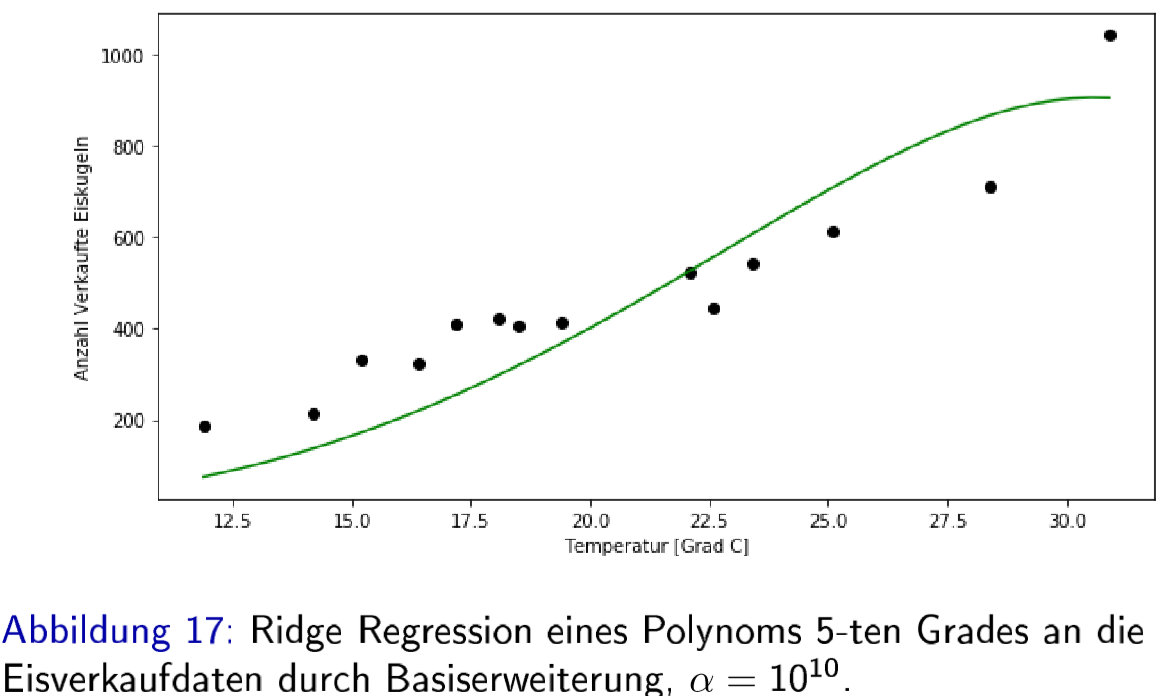 1000
800
600
400
200
Anzahl Verkaufte Eiskugeln
12.5 15.0 17.5 20.0 22.5 25.0 27.5 30.0
Temperatur [Grad C]
Abbildung 17: Ridge Regression eines Polynoms 5-ten Grades an die
Eisverkaufdaten durch Basiserweiterung, α = 10¹⁰.